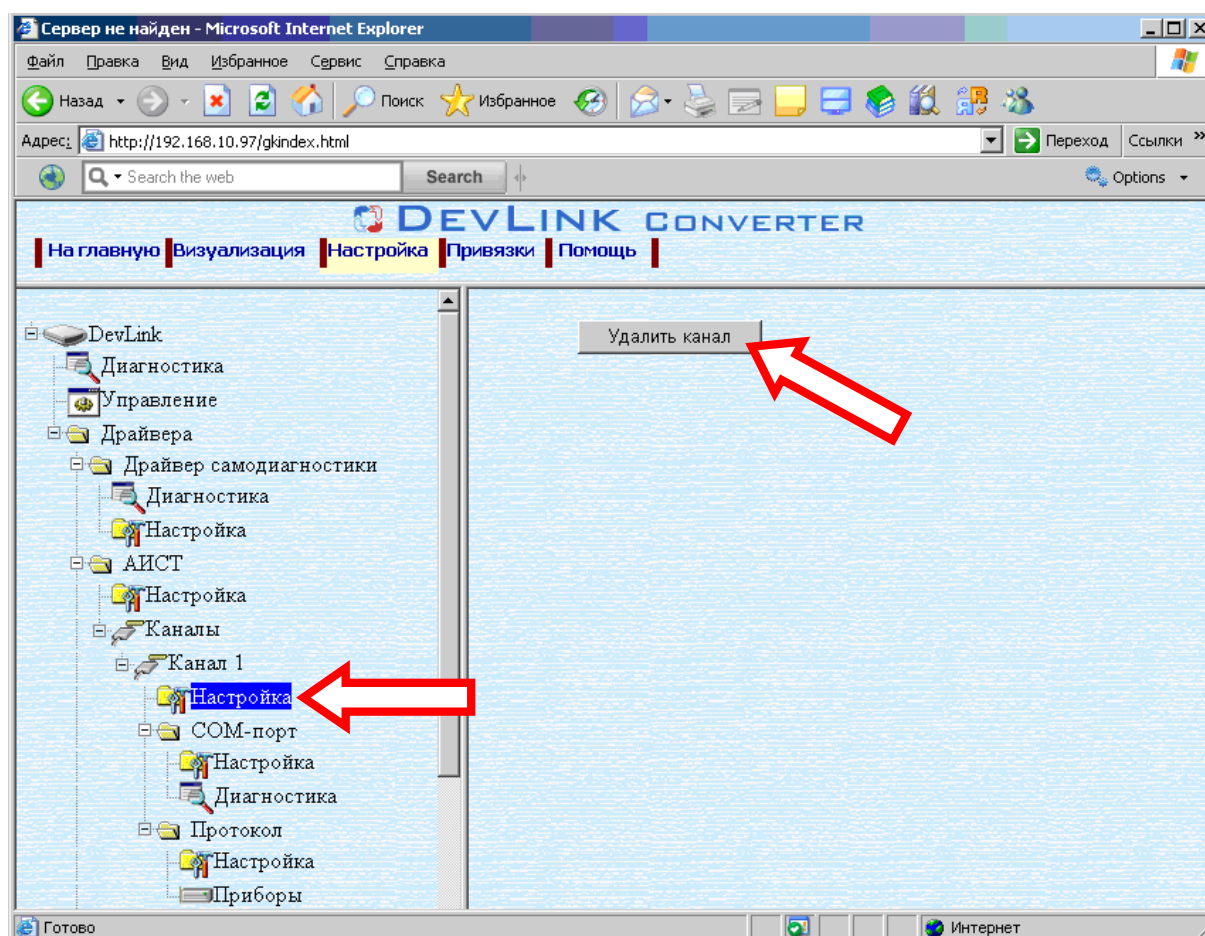 Сервер не найден - Microsoft Internet Explorer
Файл Правка Вид Избранное Сервис Справка
Назад Поиск Избранное
Адрес: http://192.168.10.97/gkindex.html Переход Ссылки »
Search the web Search Options
DEVLINK CONVERTER
На главную Визуализация Настройка Привязки Помощь
DevLink
Диагностика
Управление
Драйвера
Драйвер самодиагностики
Диагностика
Настройка
АИСТ
Настройка
Каналы
Канал 1
Настройка
COM-порт
Настройка
Диагностика
Протокол
Настройка
Приборы
Удалить канал
Готово Интернет